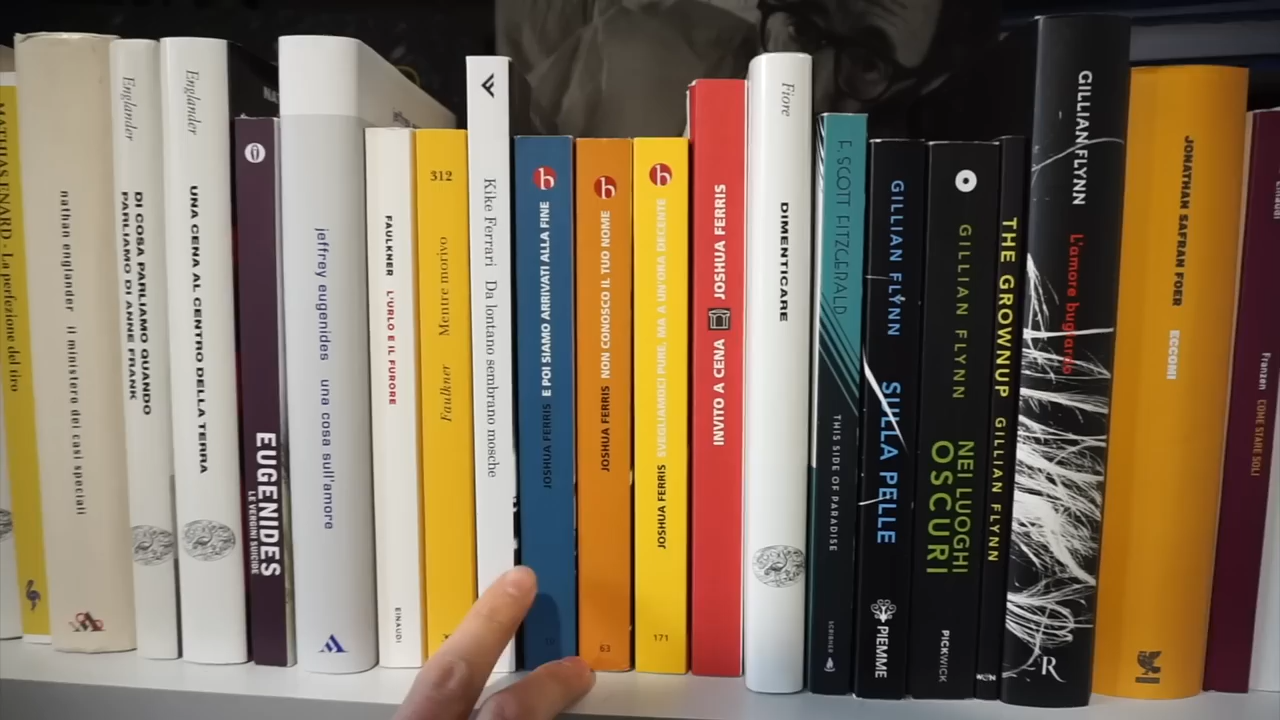 MATHIAS ENARD · La perfezione del tiro
nathan englander il ministero dei casi speciali
Englander
DI COSA PARLIAMO QUANDO
PARLIAMO DI ANNE FRANK
Englander
UNA CENA AL CENTRO DELLA TERRA
EUGENIDES
LE VERGINI SUICIDE
jeffrey eugenides una cosa sull'amore
FAULKNER L'URLO E IL FURORE
EINAUDI
312
Mentre morivo
Faulkner
Kike Ferrari Da lontano sembrano mosche
b
JOSHUA FERRIS E POI SIAMO ARRIVATI ALLA FINE
b
JOSHUA FERRIS NON CONOSCO IL TUO NOME
63
b
JOSHUA FERRIS SVEGLIAMOCI PURE, MA A UN'ORA DECENTE
171
INVITO A CENA JOSHUA FERRIS
Fiore
DIMENTICARE
F. SCOTT FITZGERALD
THIS SIDE OF PARADISE
SCRIBNER
GILLIAN FLYNN
SULLA PELLE
PIEMME
GILLIAN FLYNN
NEI LUOGHI
OSCURI
PICKWICK
THE GROWNUP GILLIAN FLYNN
GILLIAN FLYNN
L'amore bugiardo
R
JONATHAN SAFRAN FOER ECCOMI
Einaudi
Franzen COME STARE SOLI